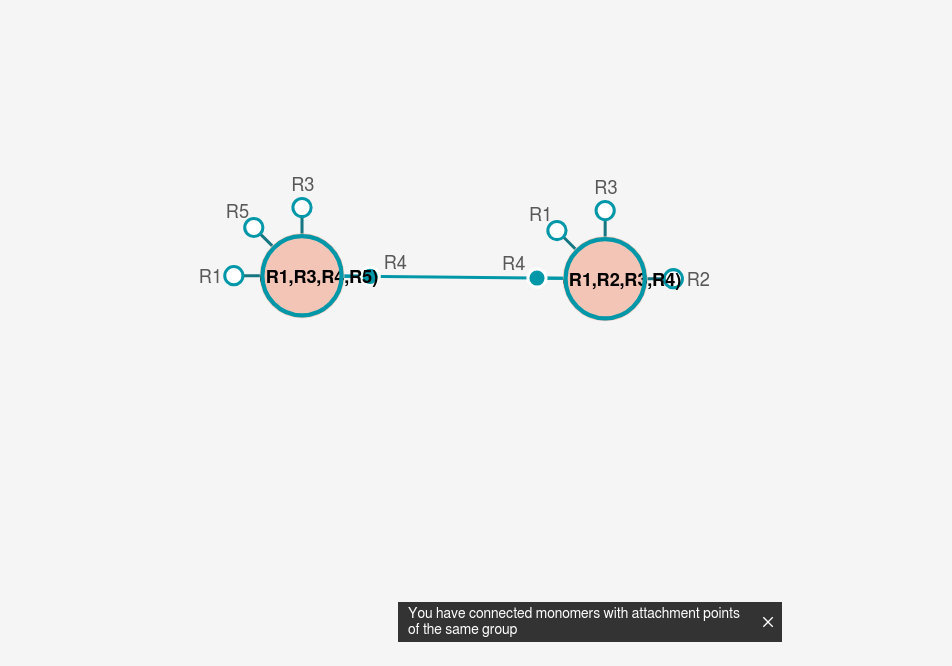 R3
R3
R5
R1
R4
R4
R1
R1,R3,R4,R5)
R1,R2,R3,R4)
R2
You have connected monomers with attachment points
of the same group